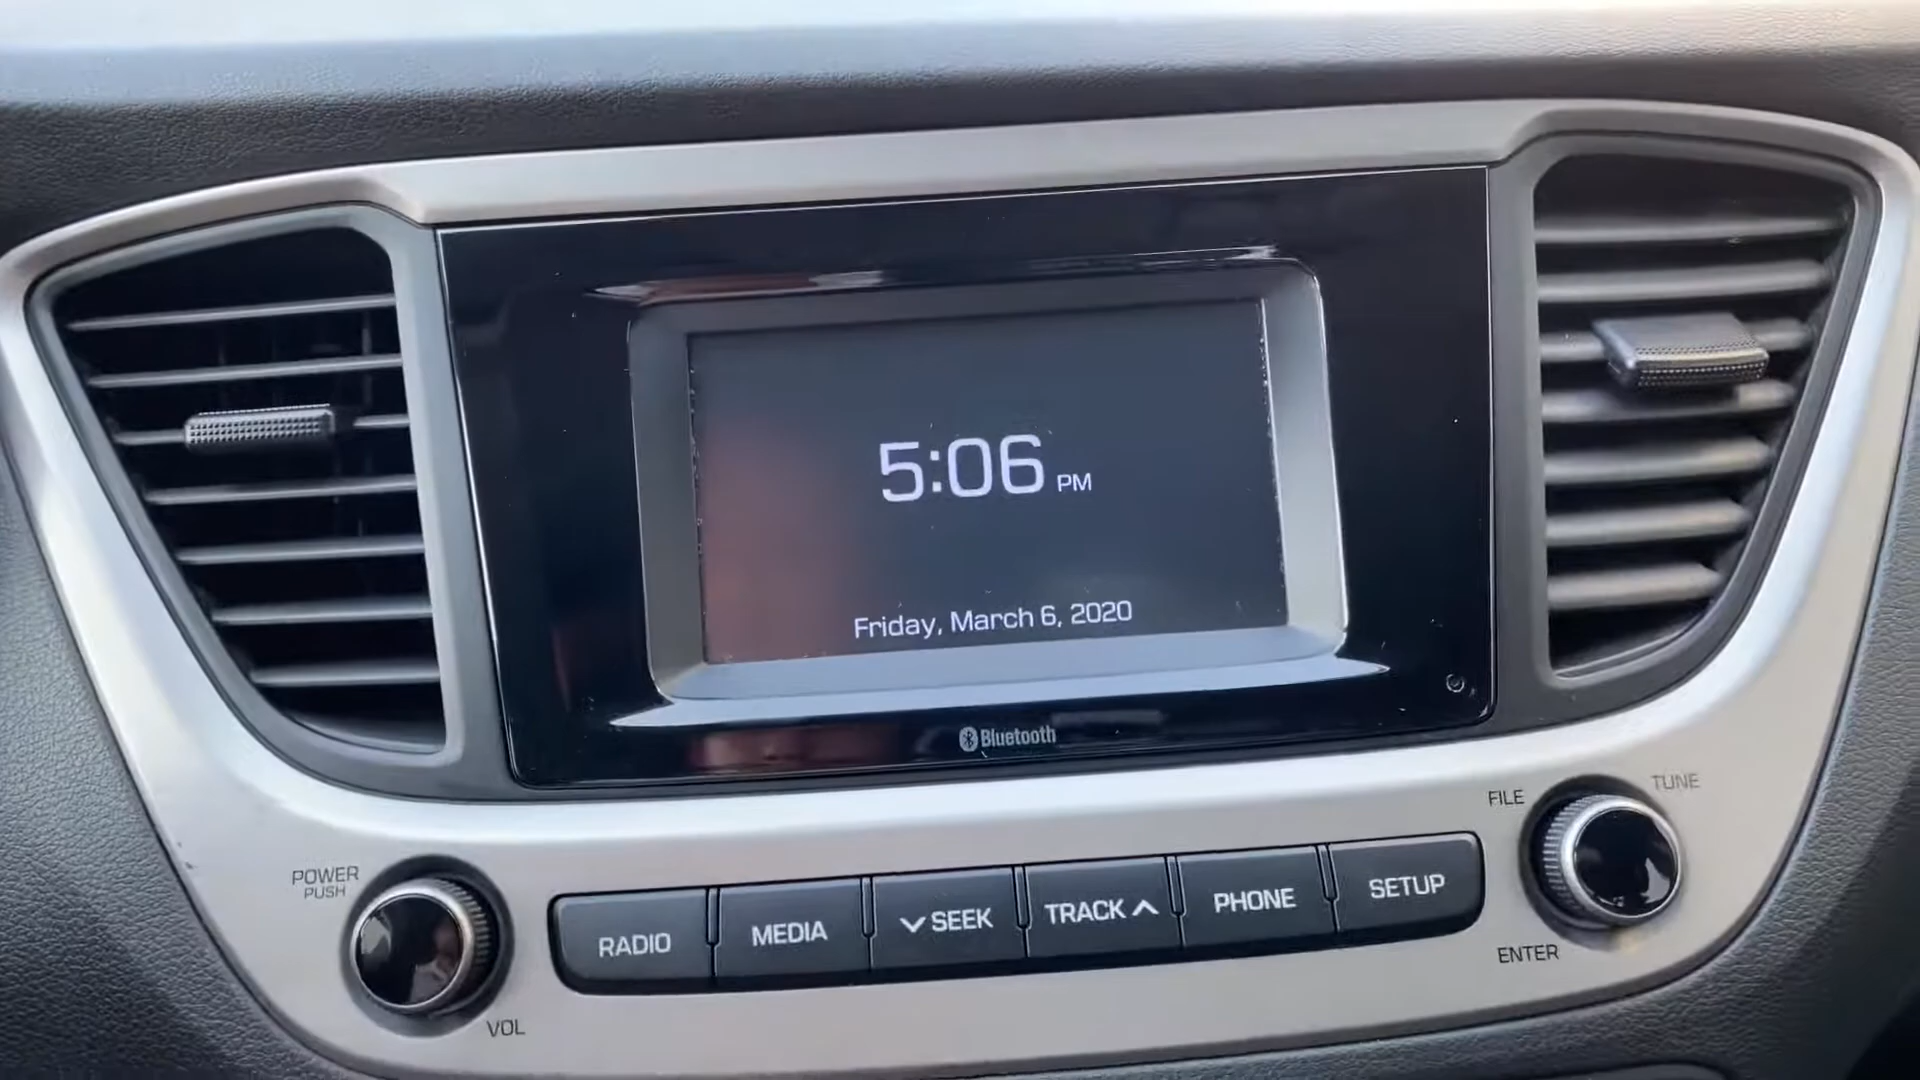 5:06 PM
Friday, March 6, 2020
Bluetooth
POWER
PUSH
VOL
RADIO
MEDIA
SEEK
TRACK
PHONE
SETUP
FILE
TUNE
ENTER